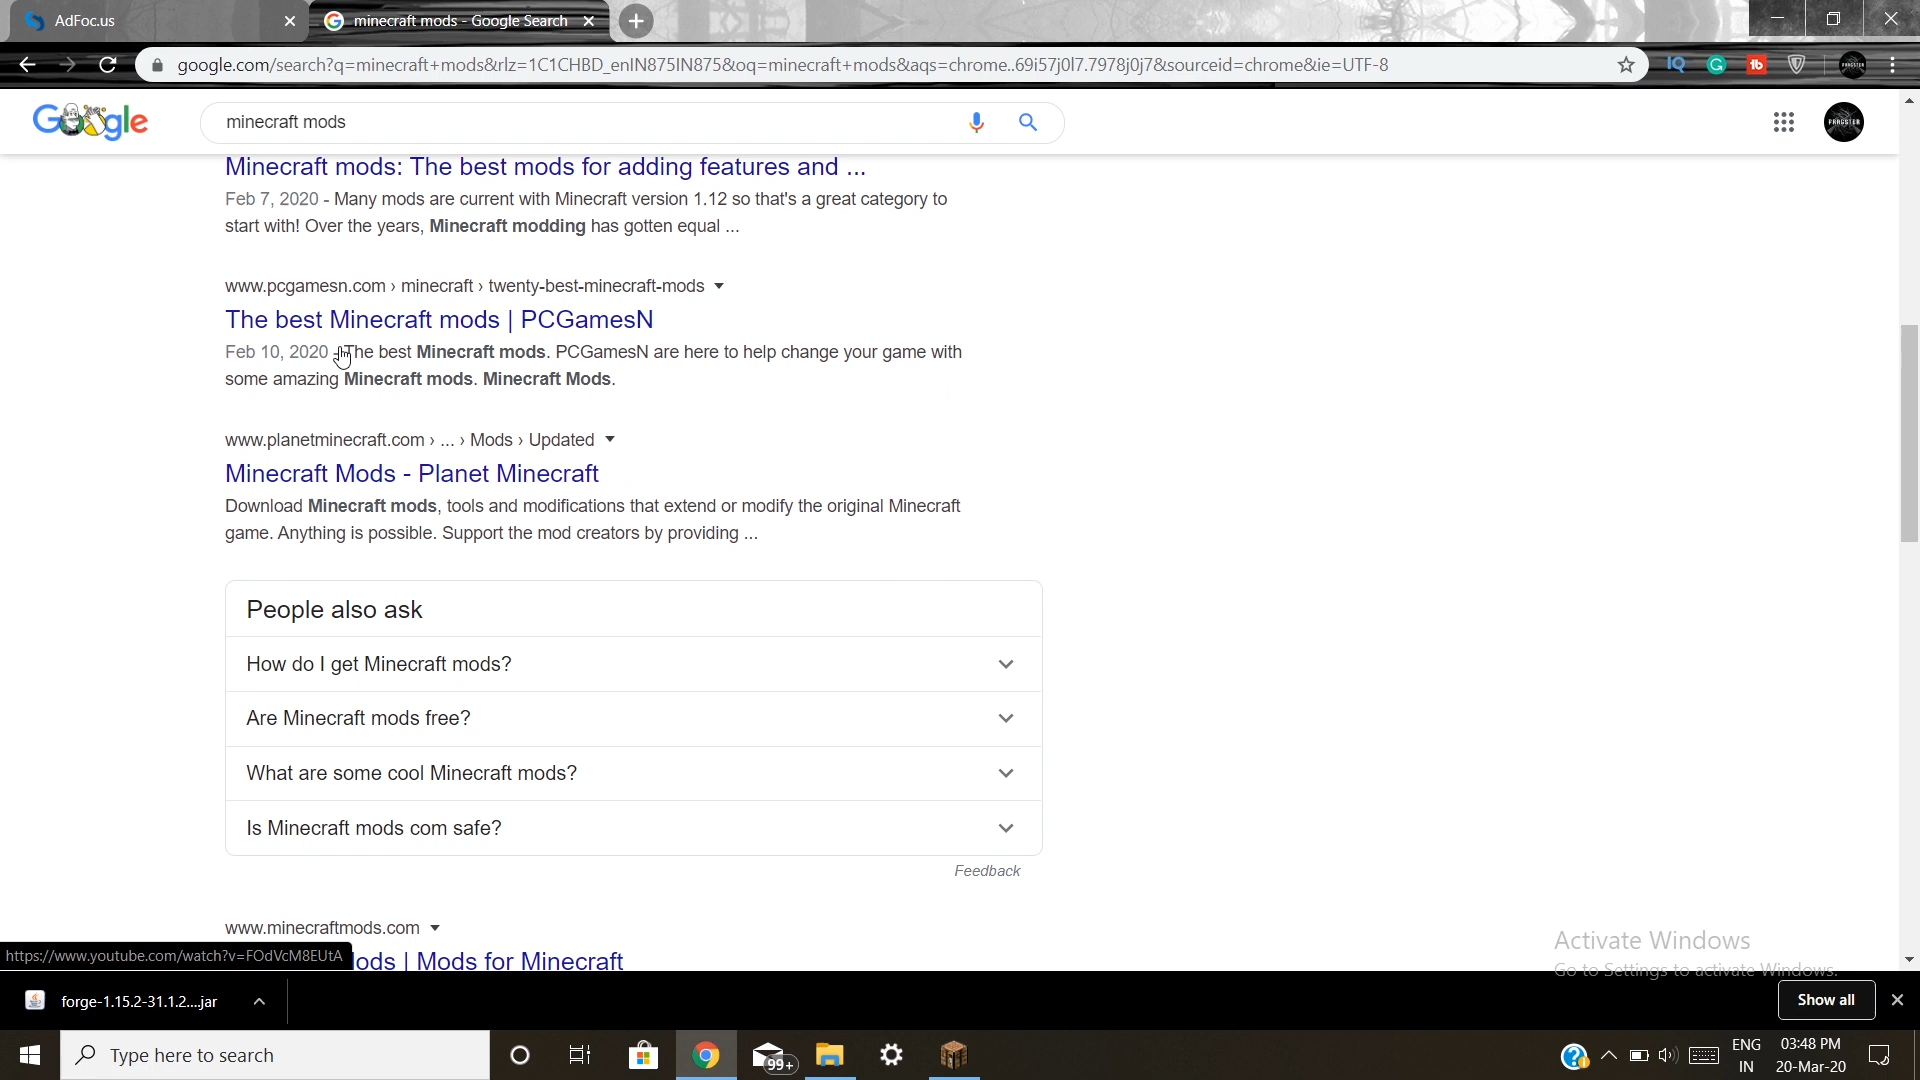 AdFoc.us
minecraft mods - Google Search
google.com/search?q=minecraft+mods&rlz=1C1CHBD_enIN875IN875&oq=minecraft+mods&aqs=chrome..69i57j0l7.7978j0j7&sourceid=chrome&ie=UTF-8
Google
minecraft mods
Minecraft mods: The best mods for adding features and ...
Feb 7, 2020 - Many mods are current with Minecraft version 1.12 so that's a great category to
start with! Over the years, Minecraft modding has gotten equal ...
www.pcgamesn.com › minecraft › twenty-best-minecraft-mods
The best Minecraft mods | PCGamesN
Feb 10, 2020 - The best Minecraft mods. PCGamesN are here to help change your game with
some amazing Minecraft mods. Minecraft Mods.
www.planetminecraft.com › ... › Mods › Updated
Minecraft Mods - Planet Minecraft
Download Minecraft mods, tools and modifications that extend or modify the original Minecraft
game. Anything is possible. Support the mod creators by providing ...
People also ask
How do I get Minecraft mods?
Are Minecraft mods free?
What are some cool Minecraft mods?
Is Minecraft mods com safe?
Feedback
www.minecraftmods.com
Activate Windows
Go to Settings to activate Windows.
https://www.youtube.com/watch?v=FOdVcM8EUtA
lods | Mods for Minecraft
forge-1.15.2-31.1.2....jar
Show all
Type here to search
99+
ENG
IN
03:48 PM
20-Mar-20